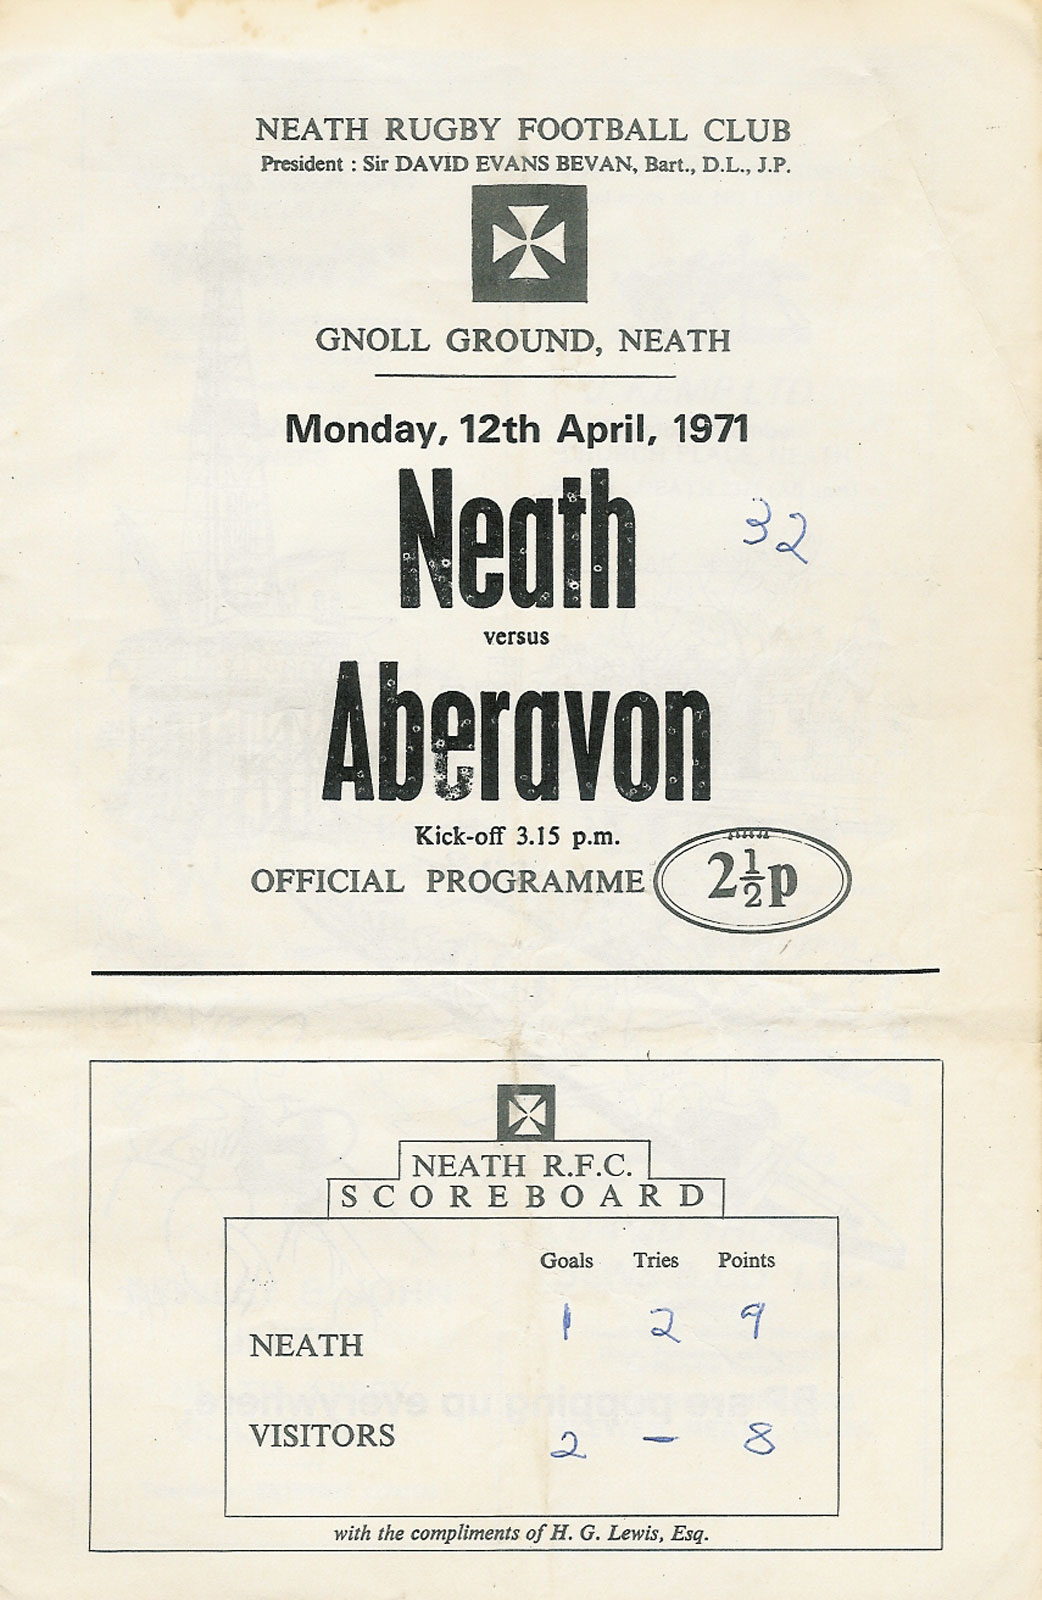 NEATH RUGBY FOOTBALL CLUB
President : Sir DAVID EVANS BEVAN, Bart., D.L., J.P.
GNOLL GROUND, NEATH
Monday, 12th April, 1971
Neath
32
versus
Aberavon
Kick-off 3.15 p.m.
OFFICIAL PROGRAMME 2½p
NEATH R.F.C.
SCOREBOARD
Goals Tries Points
NEATH 1 2 9
VISITORS 2 - 8
with the compliments of H. G. Lewis, Esq.